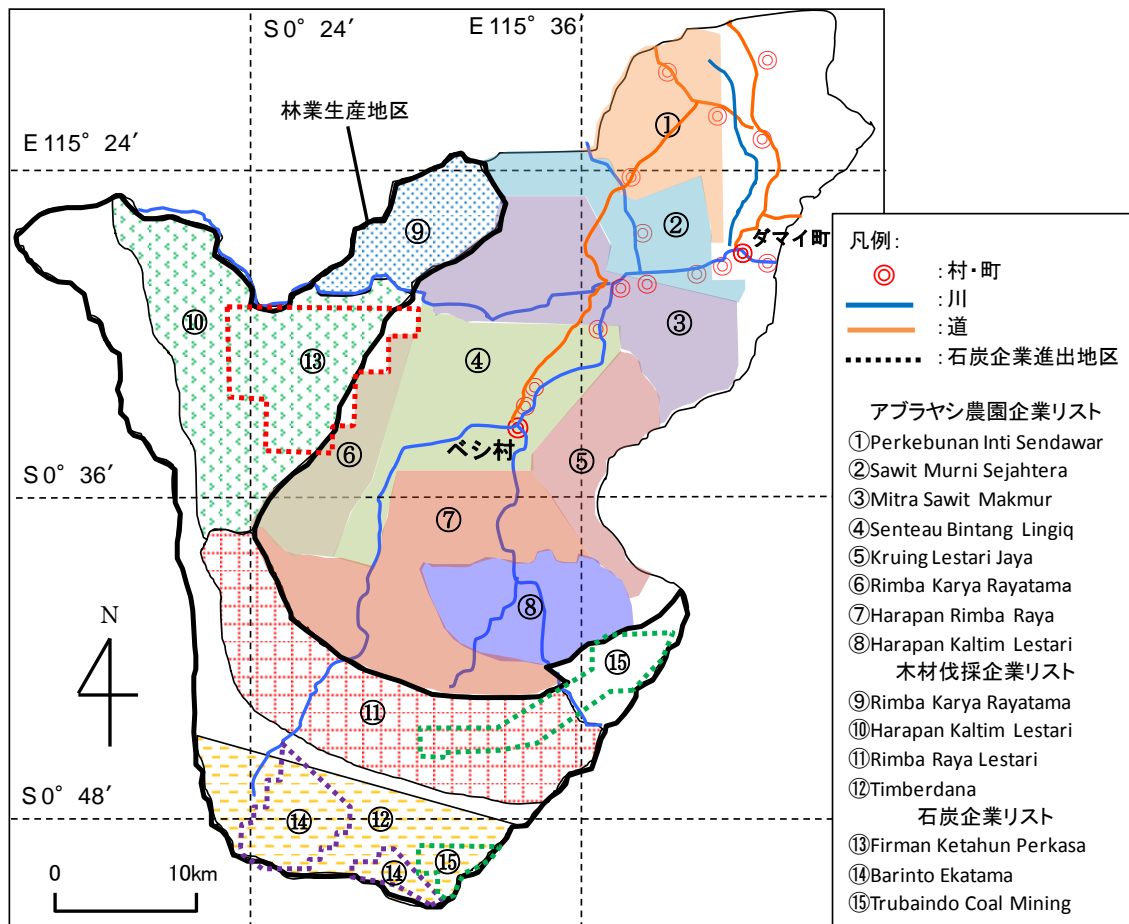 S0° 24′
E115° 36′
林業生産地区
E115° 24′
①
②
ダマイ町
⑨
⑩
⑬
③
④
⑥
ベシ村
⑤
S0° 36′
⑦
⑧
N
⑮
⑪
S0° 48′
⑭
⑫
⑭
⑮
0 10km
凡例：
：村・町
：川
：道
：石炭企業進出地区
アブラヤシ農園企業リスト
①Perkebunan Inti Sendawar
②Sawit Murni Sejahtera
③Mitra Sawit Makmur
④Senteau Bintang Lingiq
⑤Kruing Lestari Jaya
⑥Rimba Karya Rayatama
⑦Harapan Rimba Raya
⑧Harapan Kaltim Lestari
木材伐採企業リスト
⑨Rimba Karya Rayatama
⑩Harapan Kaltim Lestari
⑪Rimba Raya Lestari
⑫Timberdana
石炭企業リスト
⑬Firman Ketahun Perkasa
⑭Barinto Ekatama
⑮Trubaindo Coal Mining